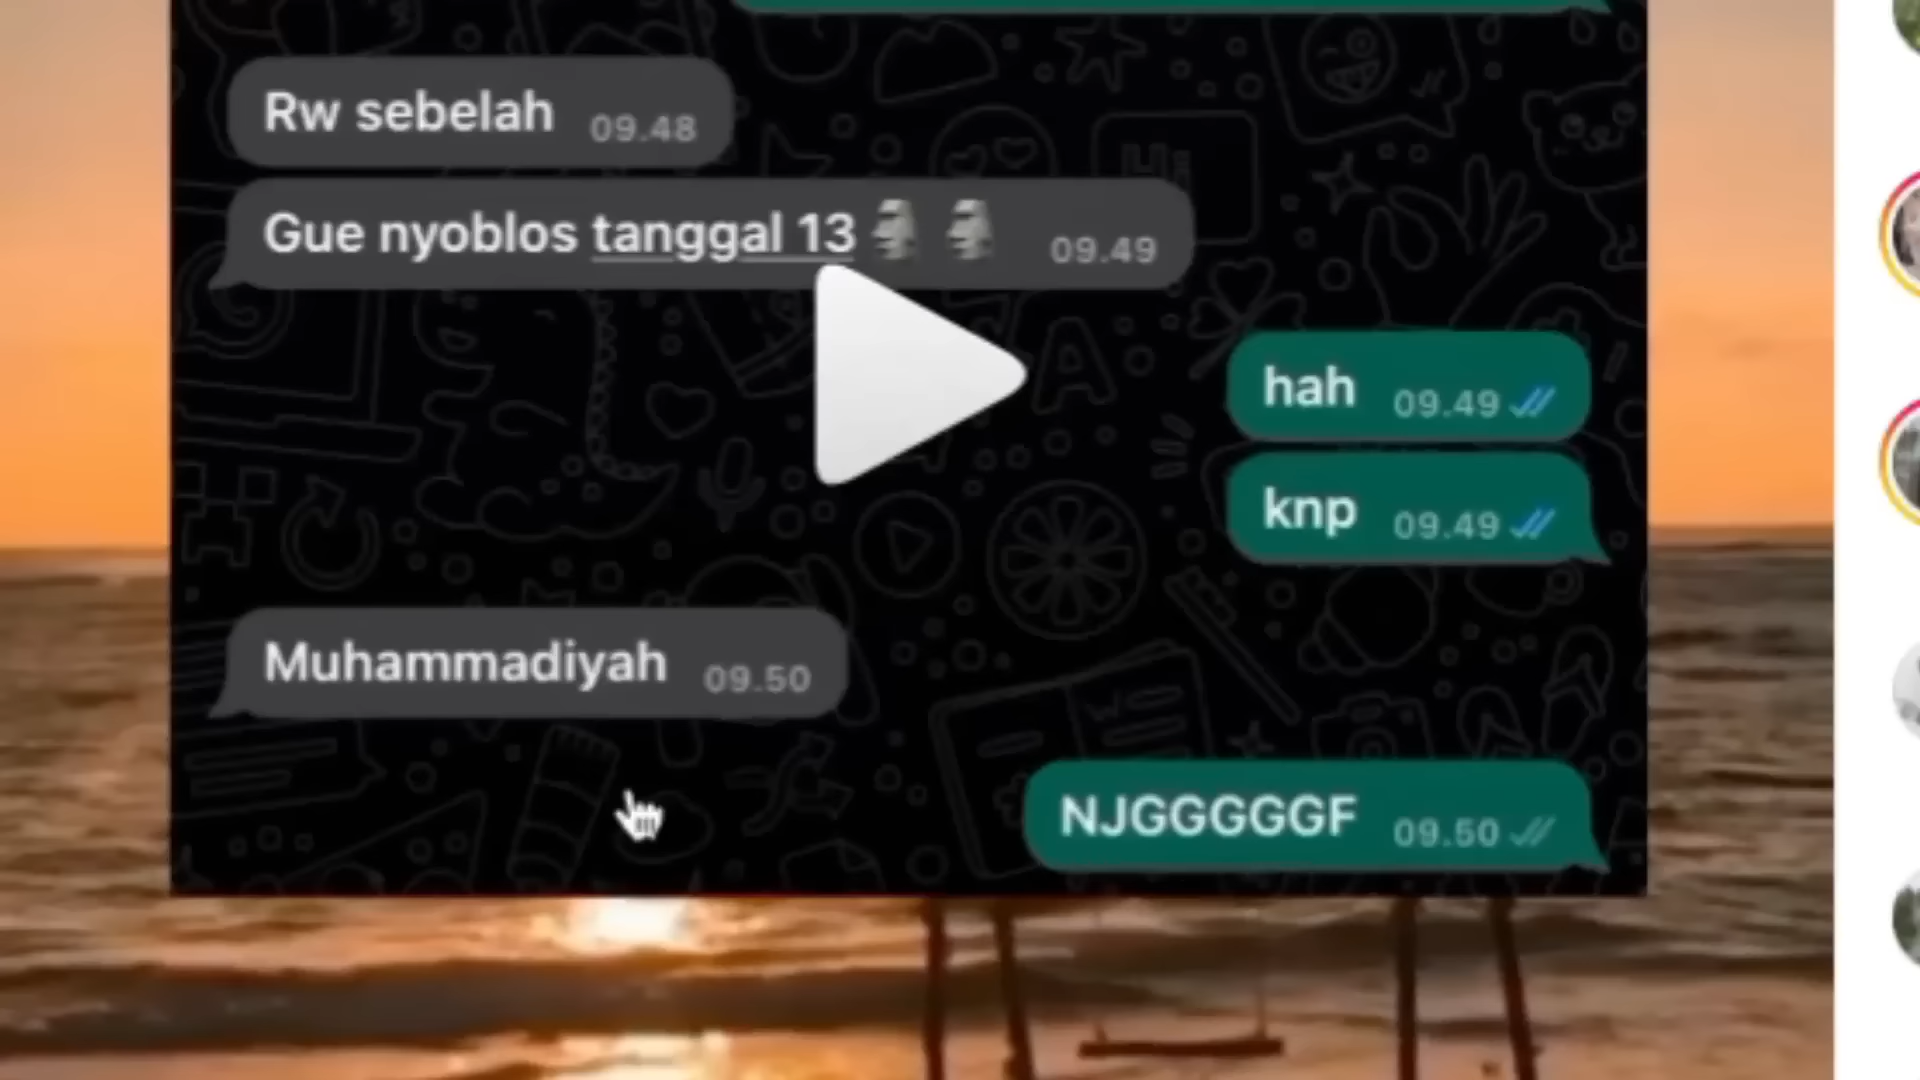 Rw sebelah 09.48
Gue nyoblos tanggal 13 🗿 🗿 09.49
hah 09.49
knp 09.49
Muhammadiyah 09.50
NJGGGGGF 09.50